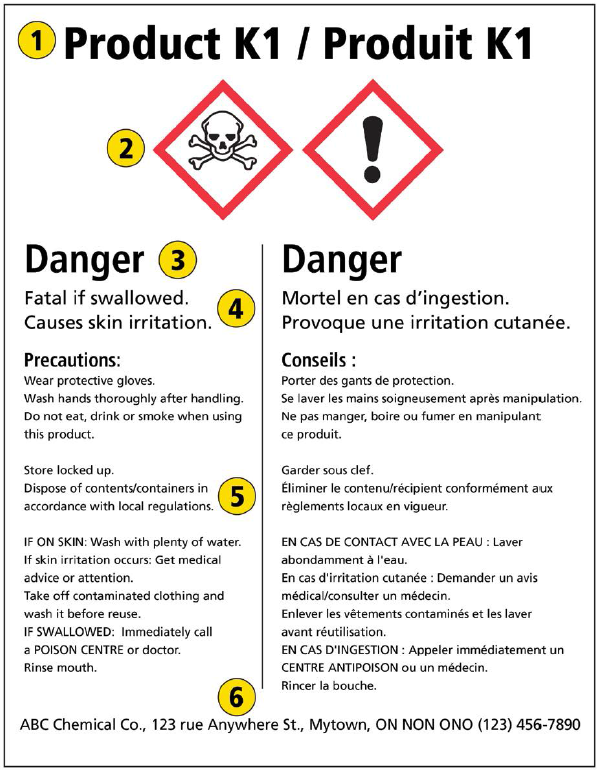 1 Product K1 / Produit K1
2
Danger 3
Fatal if swallowed.
Causes skin irritation.
4
Precautions:
Wear protective gloves.
Wash hands thoroughly after handling.
Do not eat, drink or smoke when using
this product.
Store locked up.
Dispose of contents/containers in
accordance with local regulations.
5
IF ON SKIN: Wash with plenty of water.
If skin irritation occurs: Get medical
advice or attention.
Take off contaminated clothing and
wash it before reuse.
IF SWALLOWED: Immediately call
a POISON CENTRE or doctor.
Rinse mouth.
Danger
Mortel en cas d'ingestion.
Provoque une irritation cutanée.
Conseils :
Porter des gants de protection.
Se laver les mains soigneusement après manipulation.
Ne pas manger, boire ou fumer en manipulant
ce produit.
Garder sous clef.
Éliminer le contenu/récipient conformément aux
règlements locaux en vigueur.
EN CAS DE CONTACT AVEC LA PEAU : Laver
abondamment à l'eau.
En cas d'irritation cutanée : Demander un avis
médical/consulter un médecin.
Enlever les vêtements contaminés et les laver
avant réutilisation.
EN CAS D'INGESTION : Appeler immédiatement un
CENTRE ANTIPOISON ou un médecin.
Rincer la bouche.
6
ABC Chemical Co., 123 rue Anywhere St., Mytown, ON NON ONO (123) 456-7890